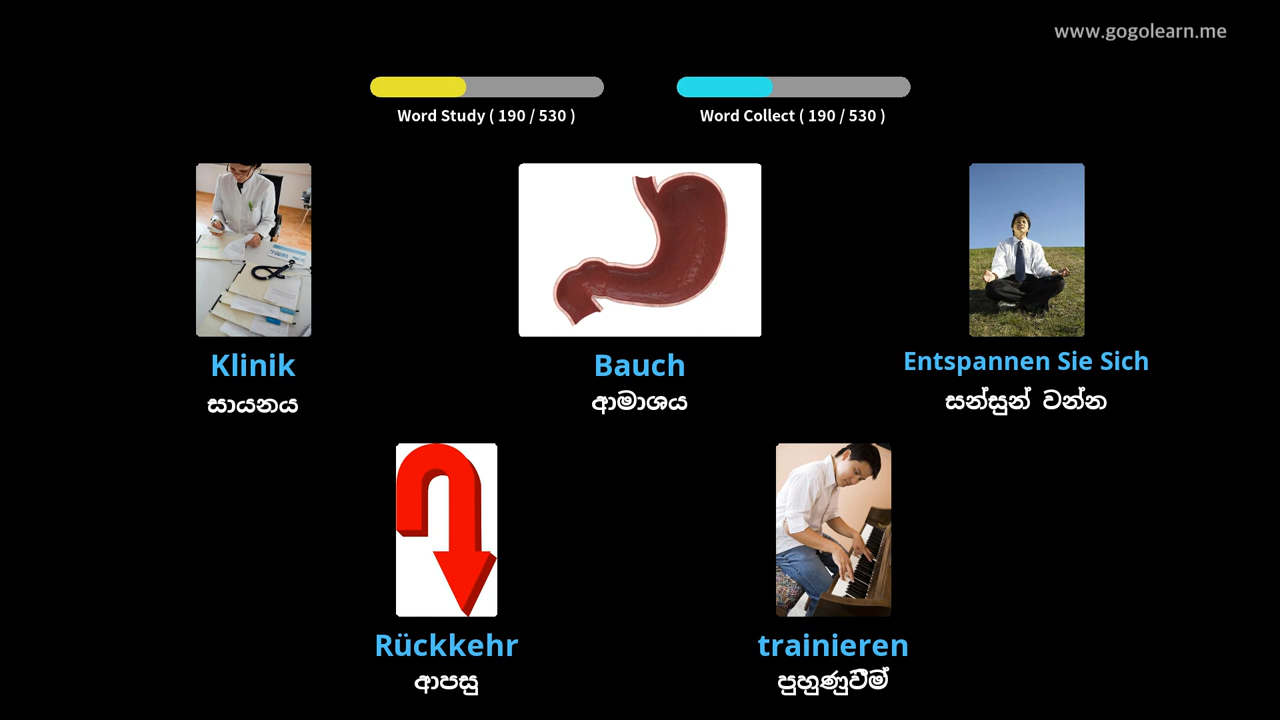 www.gogolearn.me
Word Study ( 190 / 530 )
Word Collect ( 190 / 530 )
Klinik
සායනය
Bauch
ආමාශය
Entspannen Sie Sich
සන්සුන් වන්න
Rückkehr
ආපසු
trainieren
පුහුණුවීම්